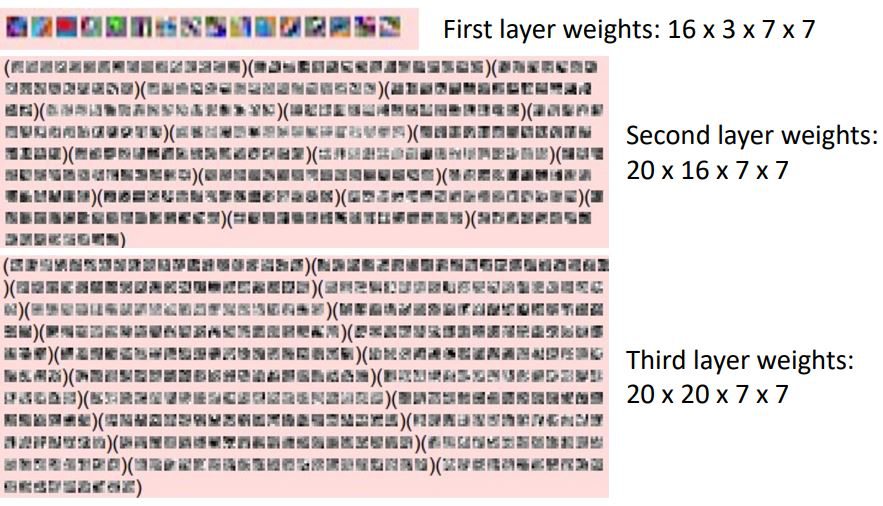 First layer weights: 16 x 3 x 7 x 7
Second layer weights:
20 x 16 x 7 x 7
Third layer weights:
20 x 20 x 7 x 7